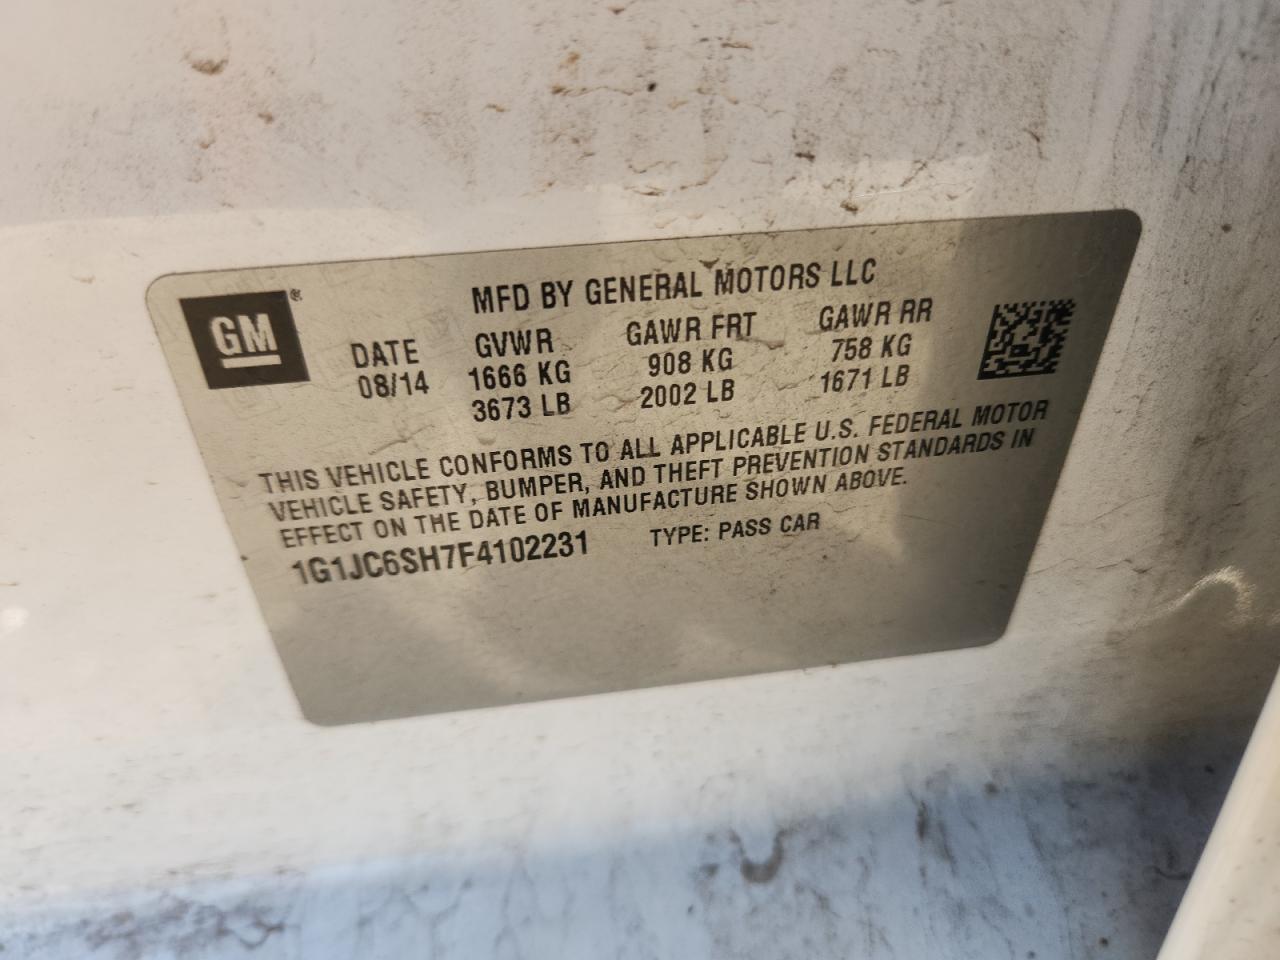 GM®
MFD BY GENERAL MOTORS LLC
DATE GVWR GAWR FRT GAWR RR
08/14 1666 KG 908 KG 758 KG
3673 LB 2002 LB 1671 LB
THIS VEHICLE CONFORMS TO ALL APPLICABLE U.S. FEDERAL MOTOR
VEHICLE SAFETY, BUMPER, AND THEFT PREVENTION STANDARDS IN
EFFECT ON THE DATE OF MANUFACTURE SHOWN ABOVE.
1G1JC6SH7F4102231 TYPE: PASS CAR